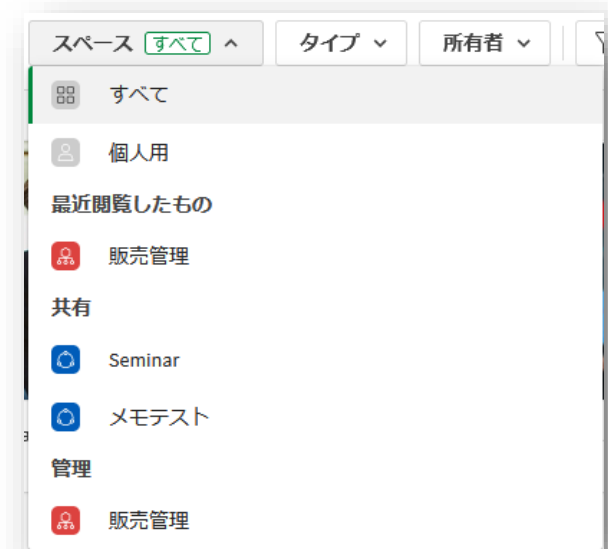 スペース すべて タイプ 所有者
すべて
個人用
最近閲覧したもの
販売管理
共有
Seminar
メモテスト
管理
販売管理